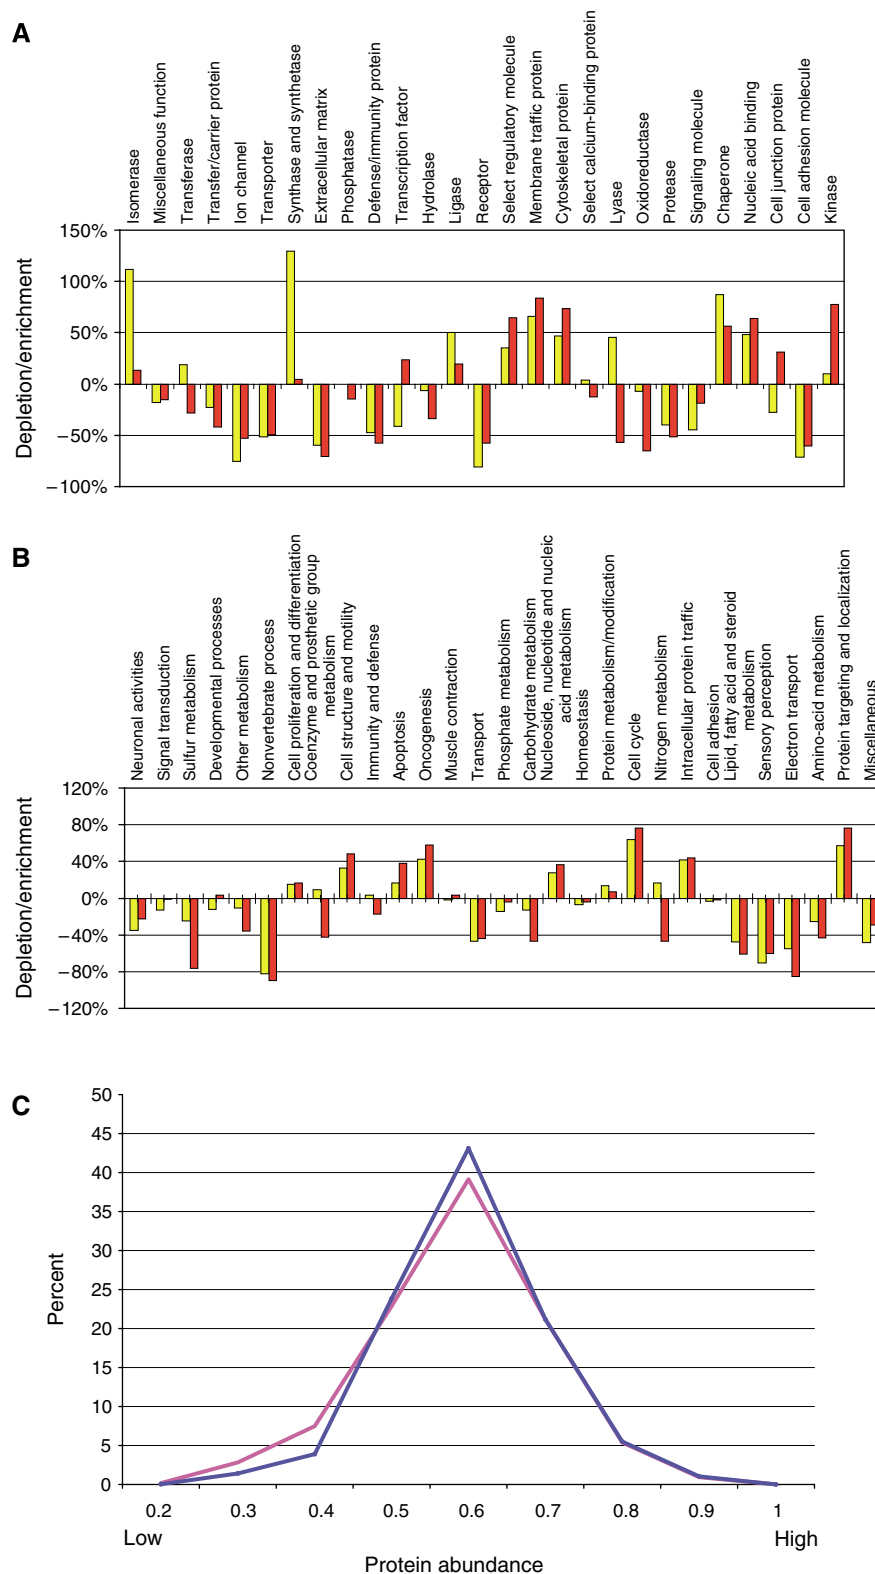 A
Isomerase
Miscellaneous function
Transferase
Transfer/carrier protein
Ion channel
Transporter
Synthase and synthetase
Extracellular matrix
Phosphatase
Defense/immunity protein
Transcription factor
Hydrolase
Ligase
Receptor
Select regulatory molecule
Membrane traffic protein
Cytoskeletal protein
Select calcium-binding protein
Lyase
Oxidoreductase
Protease
Signaling molecule
Chaperone
Nucleic acid binding
Cell junction protein
Cell adhesion molecule
Kinase
Depletion/enrichment
150%
100%
50%
0%
−50%
−100%
B
Neuronal activities
Signal transduction
Sulfur metabolism
Developmental processes
Other metabolism
Nonvertebrate process
Cell proliferation and differentiation
Coenzyme and prosthetic group
metabolism
Cell structure and motility
Immunity and defense
Apoptosis
Oncogenesis
Muscle contraction
Transport
Phosphate metabolism
Carbohydrate metabolism
Nucleoside, nucleotide and nucleic
acid metabolism
Homeostasis
Protein metabolism/modification
Cell cycle
Nitrogen metabolism
Intracellular protein traffic
Cell adhesion
Lipid, fatty acid and steroid
metabolism
Sensory perception
Electron transport
Amino-acid metabolism
Protein targeting and localization
Miscellaneous
Depletion/enrichment
120%
80%
40%
0%
−40%
−80%
−120%
C
Percent
50
45
40
35
30
25
20
15
10
5
0
0.2 0.3 0.4 0.5 0.6 0.7 0.8 0.9 1
Low High
Protein abundance